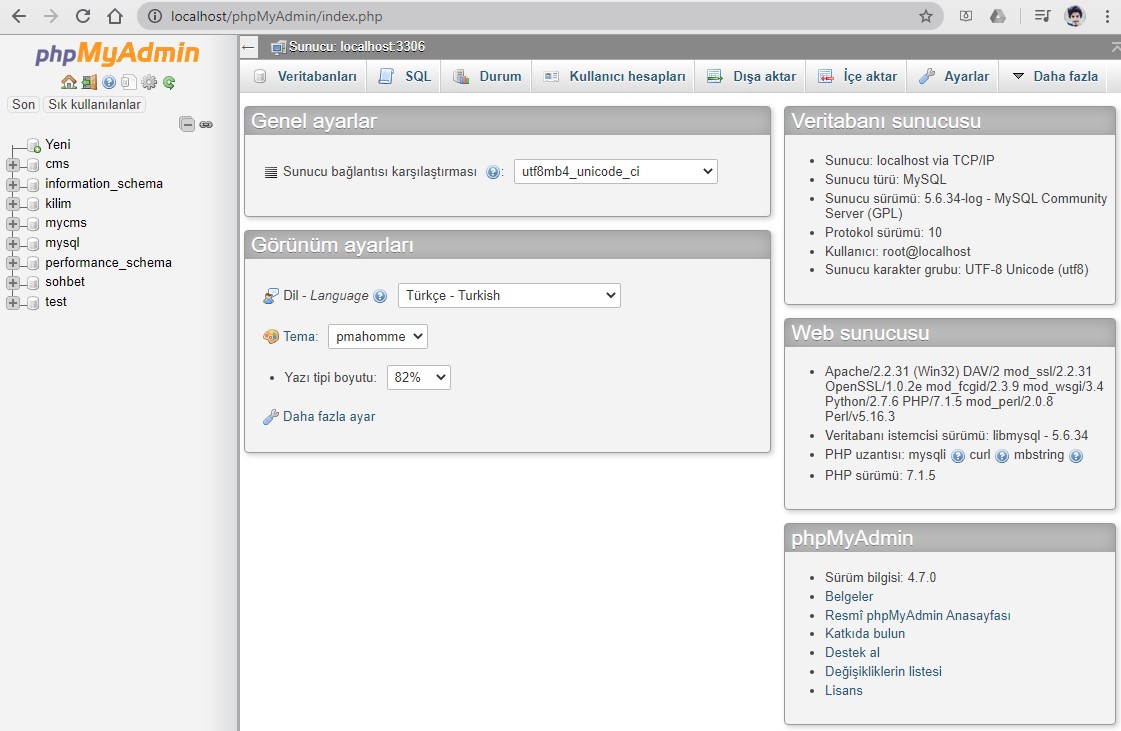 localhost/phpMyAdmin/index.php
phpMyAdmin
Son Sık kullanılanlar
Yeni
cms
information_schema
kilim
mycms
mysql
performance_schema
sohbet
test
Sunucu: localhost:3306
Veritabanları SQL Durum Kullanıcı hesapları Dışa aktar İçe aktar Ayarlar Daha fazla
Genel ayarlar
Sunucu bağlantısı karşılaştırması : utf8mb4_unicode_ci
Görünüm ayarları
Dil - Language Türkçe - Turkish
Tema: pmahomme
Yazı tipi boyutu: 82%
Daha fazla ayar
Veritabanı sunucusu
Sunucu: localhost via TCP/IP
Sunucu türü: MySQL
Sunucu sürümü: 5.6.34-log - MySQL Community
Server (GPL)
Protokol sürümü: 10
Kullanıcı: root@localhost
Sunucu karakter grubu: UTF-8 Unicode (utf8)
Web sunucusu
Apache/2.2.31 (Win32) DAV/2 mod_ssl/2.2.31
OpenSSL/1.0.2e mod_fcgid/2.3.9 mod_wsgi/3.4
Python/2.7.6 PHP/7.1.5 mod_perl/2.0.8
Perl/v5.16.3
Veritabanı istemcisi sürümü: libmysql - 5.6.34
PHP uzantısı: mysqli curl mbstring
PHP sürümü: 7.1.5
phpMyAdmin
Sürüm bilgisi: 4.7.0
Belgeler
Resmî phpMyAdmin Anasayfası
Katkıda bulun
Destek al
Değişikliklerin listesi
Lisans